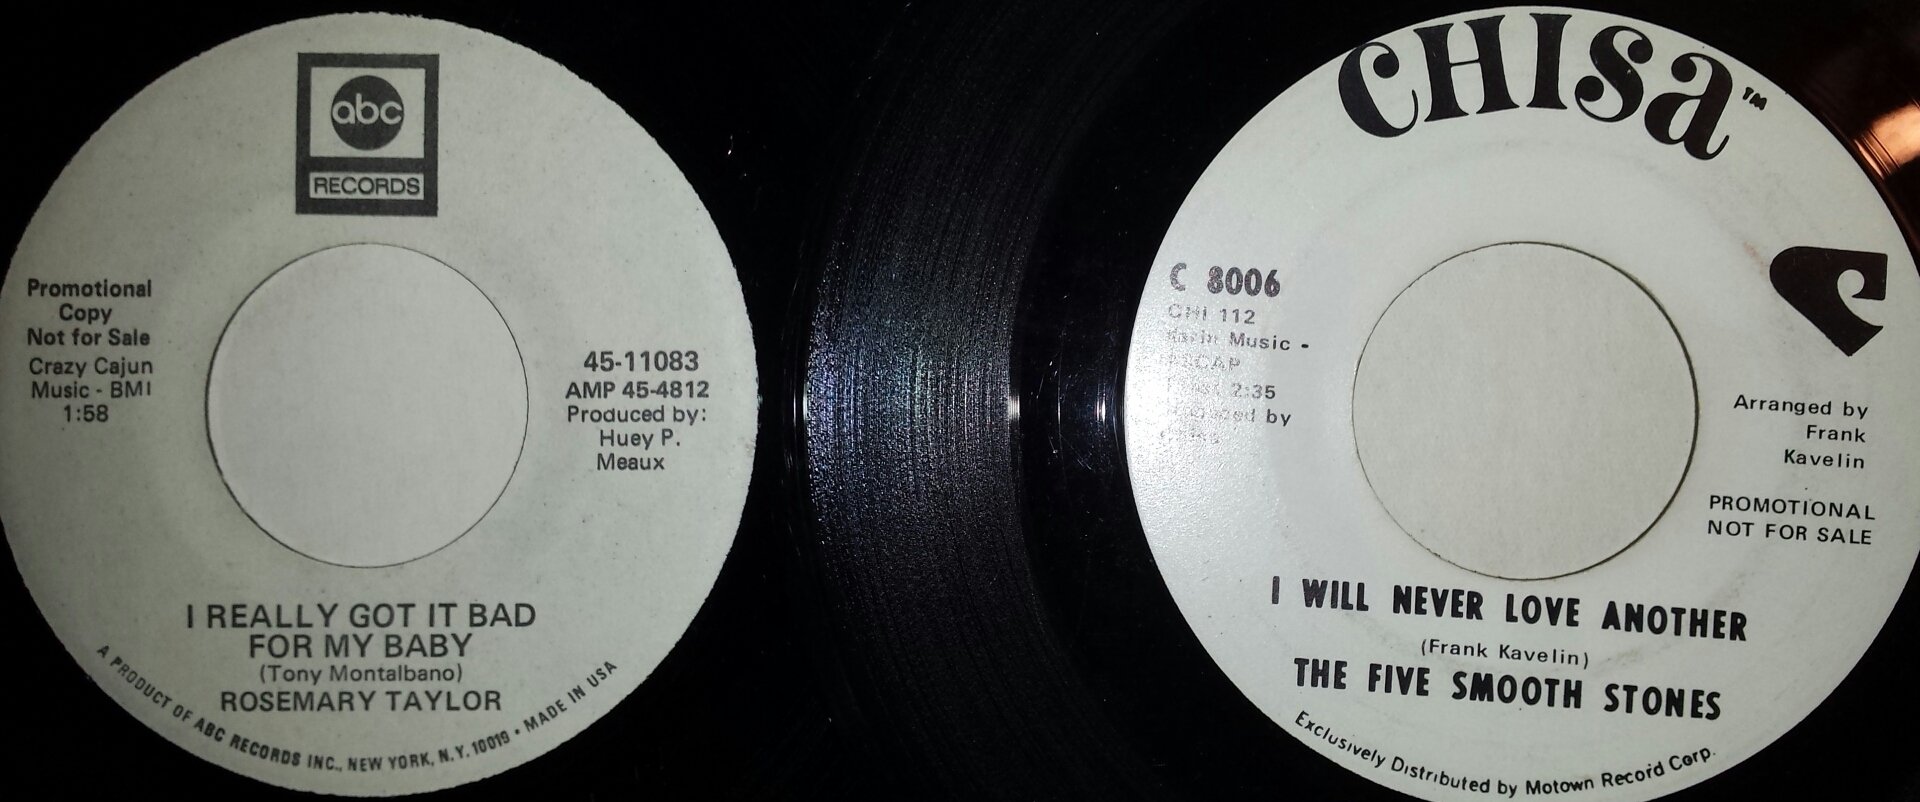 abc
RECORDS
Promotional
Copy
Not for Sale
Crazy Cajun
Music - BMI
1:58
45-11083
AMP 45-4812
Produced by:
Huey P.
Meaux
I REALLY GOT IT BAD
FOR MY BABY
(Tony Montalbano)
ROSEMARY TAYLOR
A PRODUCT OF ABC RECORDS INC., NEW YORK, N.Y. 10019 • MADE IN USA
CHISa™
C 8006
CHI 112
Music -
ASCAP
2:35
by
Arranged by
Frank
Kavelin
PROMOTIONAL
NOT FOR SALE
I WILL NEVER LOVE ANOTHER
(Frank Kavelin)
THE FIVE SMOOTH STONES
Exclusively Distributed by Motown Record Corp.